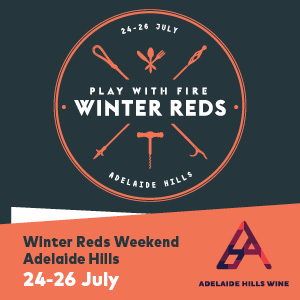 24-26 JULY
PLAY WITH FIRE
WINTER REDS
ADELAIDE HILLS
Winter Reds Weekend
Adelaide Hills
24-26 July
ADELAIDE HILLS WINE